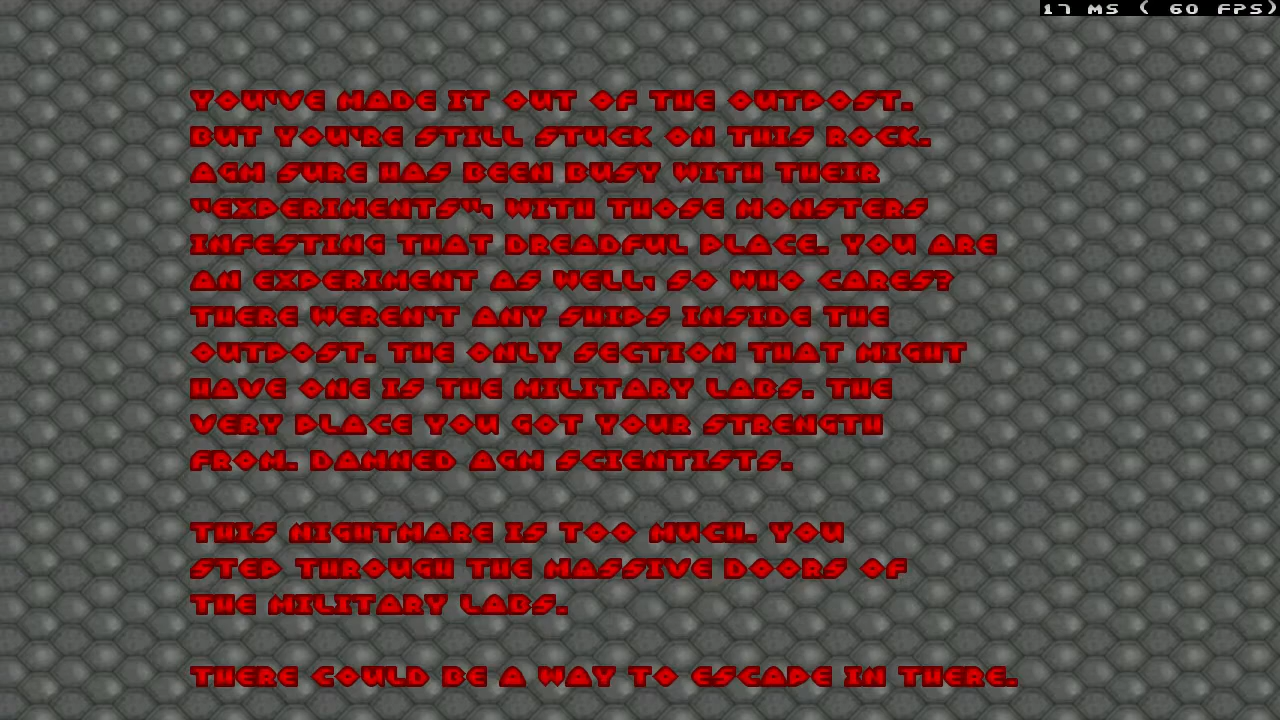 17 MS ( 60 FPS)
YOU'VE MADE IT OUT OF THE OUTPOST.
BUT YOU'RE STILL STUCK ON THIS ROCK.
AGM SURE HAS BEEN BUSY WITH THEIR
"EXPERIMENTS", WITH THOSE MONSTERS
INFESTING THAT DREADFUL PLACE. YOU ARE
AN EXPERIMENT AS WELL, SO WHO CARES?
THERE WEREN'T ANY SHIPS INSIDE THE
OUTPOST. THE ONLY SECTION THAT MIGHT
HAVE ONE IS THE MILITARY LABS. THE
VERY PLACE YOU GOT YOUR STRENGTH
FROM. DAMNED AGM SCIENTISTS.
THIS NIGHTMARE IS TOO MUCH. YOU
STEP THROUGH THE MASSIVE DOORS OF
THE MILITARY LABS.
THERE COULD BE A WAY TO ESCAPE IN THERE.